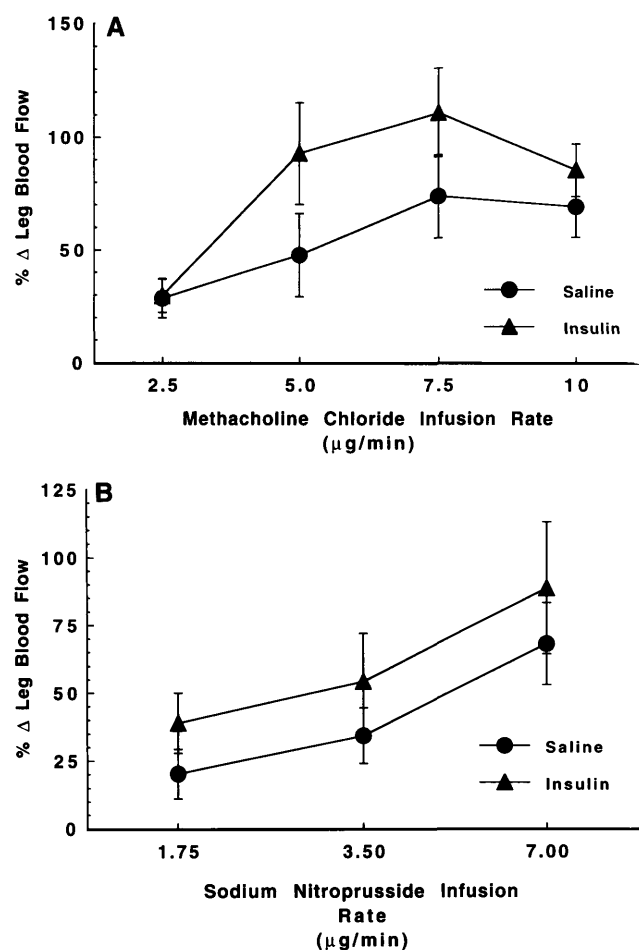 A
150
100
50
0
% Δ Leg Blood Flow
Saline
Insulin
2.5 5.0 7.5 10
Methacholine Chloride Infusion Rate
(μg/min)
B
125
100
75
50
25
0
% Δ Leg Blood Flow
Saline
Insulin
1.75 3.50 7.00
Sodium Nitroprusside Infusion
Rate
(μg/min)